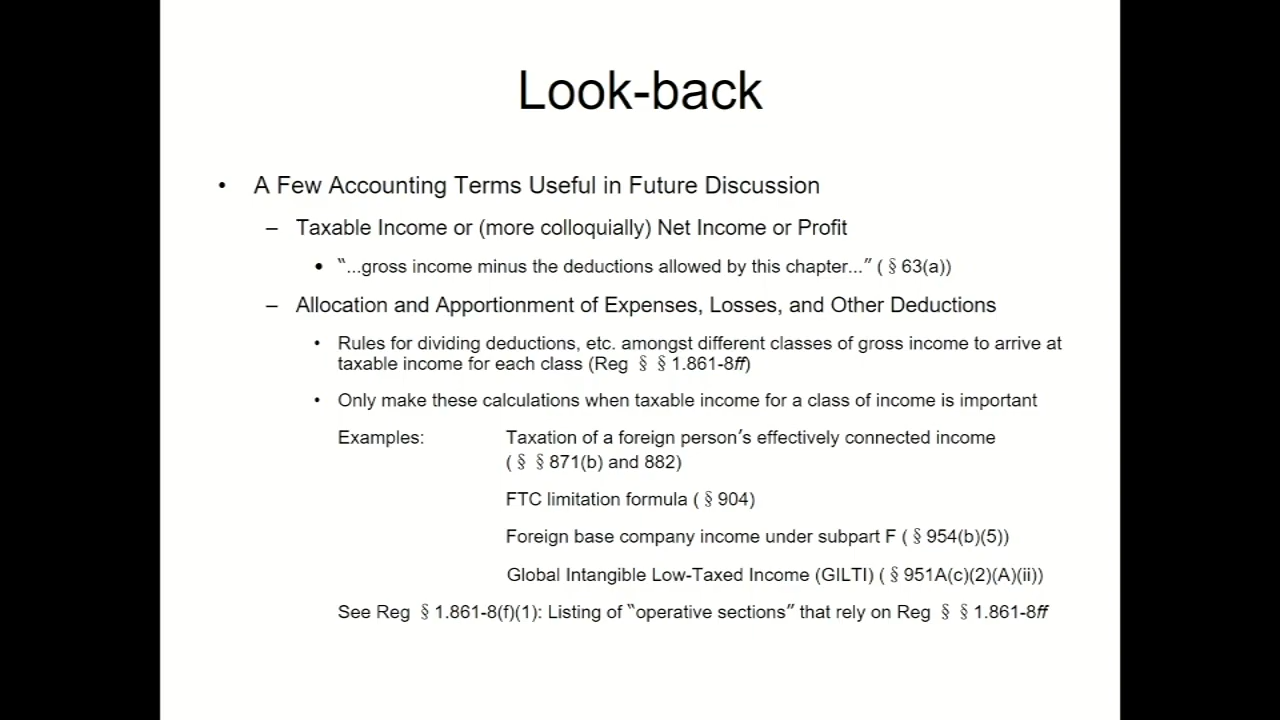 Look-back
• A Few Accounting Terms Useful in Future Discussion
– Taxable Income or (more colloquially) Net Income or Profit
• “...gross income minus the deductions allowed by this chapter...” ( § 63(a))
– Allocation and Apportionment of Expenses, Losses, and Other Deductions
• Rules for dividing deductions, etc. amongst different classes of gross income to arrive at
taxable income for each class (Reg § § 1.861-8ff)
• Only make these calculations when taxable income for a class of income is important
Examples: Taxation of a foreign person’s effectively connected income
( § § 871(b) and 882)
FTC limitation formula ( § 904)
Foreign base company income under subpart F ( § 954(b)(5))
Global Intangible Low-Taxed Income (GILTI) ( § 951A(c)(2)(A)(ii))
See Reg § 1.861-8(f)(1): Listing of “operative sections” that rely on Reg § § 1.861-8ff